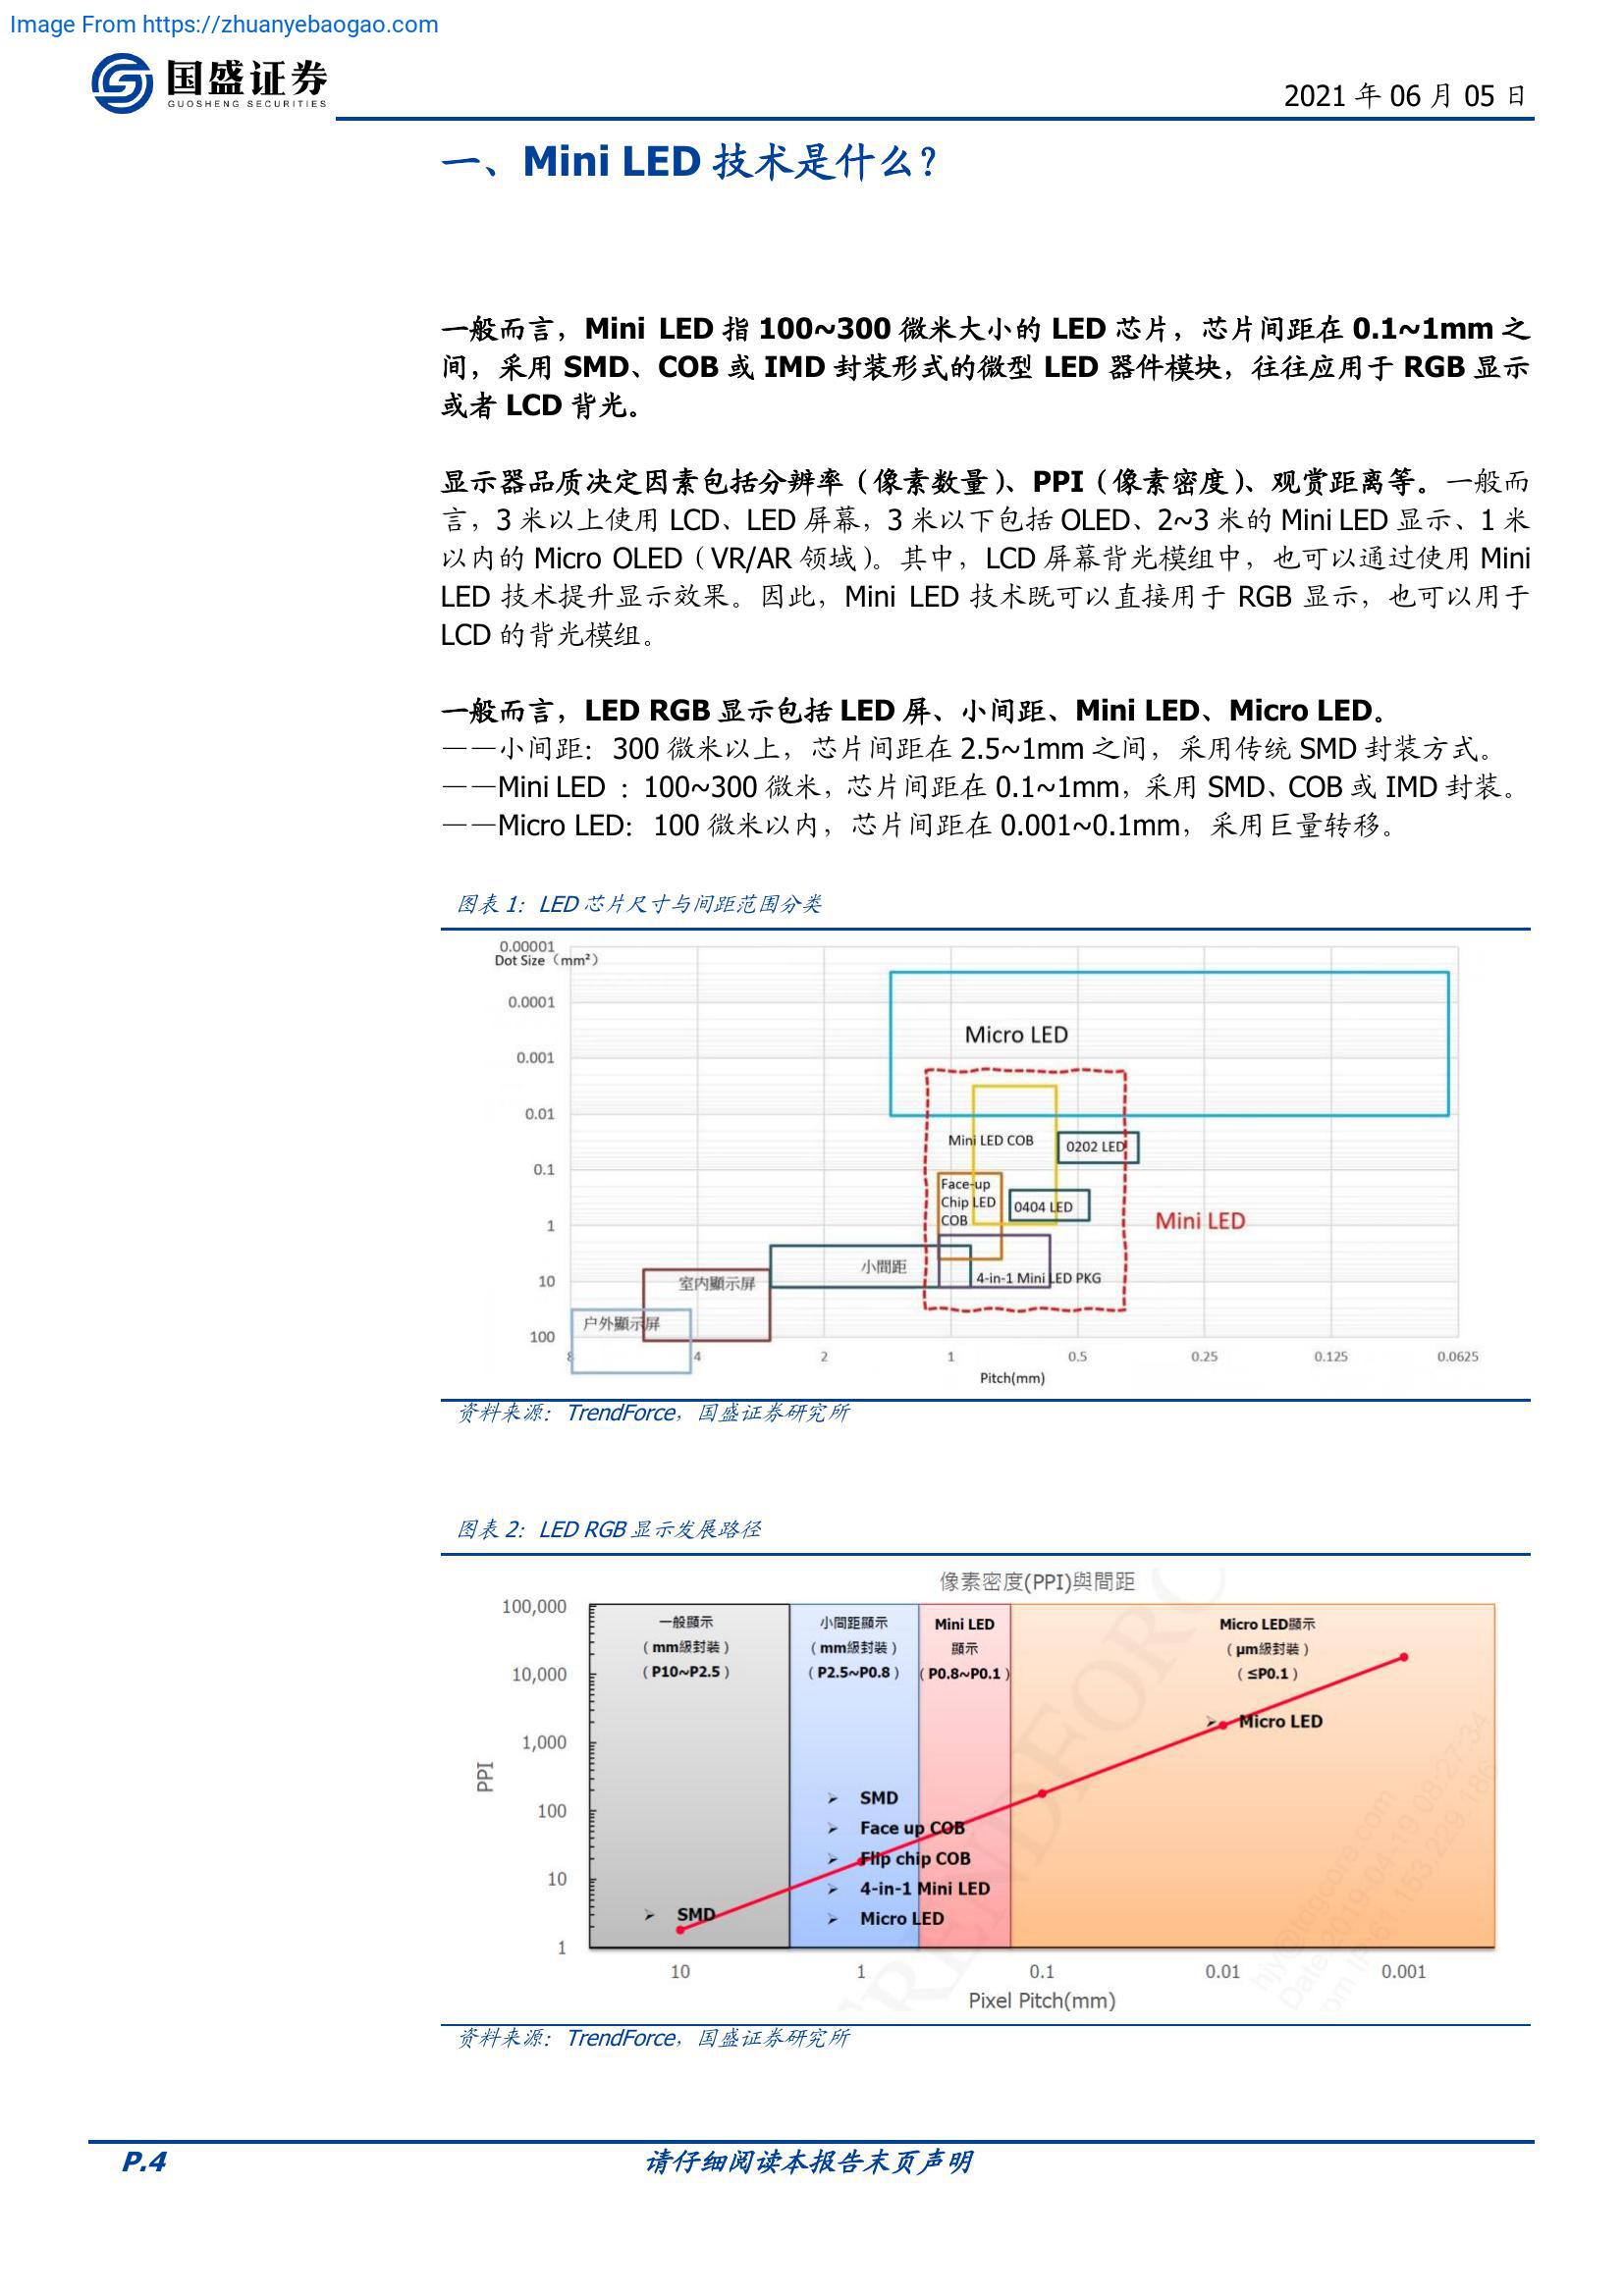 Image From https://zhuanyebaogao.com
国盛证券
GUOSHENG SECURITIES
2021 年 06 月 05 日
一、Mini LED 技术是什么？
一般而言，Mini LED 指 100~300 微米大小的 LED 芯片，芯片间距在 0.1~1mm 之
间，采用 SMD、COB 或 IMD 封装形式的微型 LED 器件模块，往往应用于 RGB 显示
或者 LCD 背光。
显示器品质决定因素包括分辨率（像素数量）、PPI（像素密度）、观赏距离等。一般而
言，3 米以上使用 LCD、LED 屏幕，3 米以下包括 OLED、2~3 米的 Mini LED 显示、1 米
以内的 Micro OLED（VR/AR 领域）。其中，LCD 屏幕背光模组中，也可以通过使用 Mini
LED 技术提升显示效果。因此，Mini LED 技术既可以直接用于 RGB 显示，也可以用于
LCD 的背光模组。
一般而言，LED RGB 显示包括 LED 屏、小间距、Mini LED、Micro LED。
——小间距：300 微米以上，芯片间距在 2.5~1mm 之间，采用传统 SMD 封装方式。
——Mini LED ：100~300 微米，芯片间距在 0.1~1mm，采用 SMD、COB 或 IMD 封装。
——Micro LED：100 微米以内，芯片间距在 0.001~0.1mm，采用巨量转移。
图表 1：LED 芯片尺寸与间距范围分类
0.00001
Dot Size（mm²）
0.0001
Micro LED
0.001
0.01
Mini LED COB
0202 LED
0.1
Face-up
Chip LED
COB
0404 LED
1
Mini LED
小間距
4-in-1 Mini LED PKG
10
室内顯示屏
户外顯示屏
100
8 4 2 1 0.5 0.25 0.125 0.0625
Pitch(mm)
资料来源：TrendForce，国盛证券研究所
图表 2：LED RGB 显示发展路径
像素密度(PPI)與間距
100,000
10,000
1,000
100
10
1
PPI
一般顯示
（mm級封裝）
（P10~P2.5）
小間距顯示
（mm級封裝）
（P2.5~P0.8）
Mini LED
顯示
（P0.8~P0.1）
Micro LED顯示
（μm級封裝）
（≤P0.1）
➢ Micro LED
➢ SMD
➢ Face up COB
➢ Flip chip COB
➢ 4-in-1 Mini LED
➢ Micro LED
➢ SMD
10 1 0.1 0.01 0.001
Pixel Pitch(mm)
TRENDFORC
资料来源：TrendForce，国盛证券研究所
P.4
请仔细阅读本报告末页声明